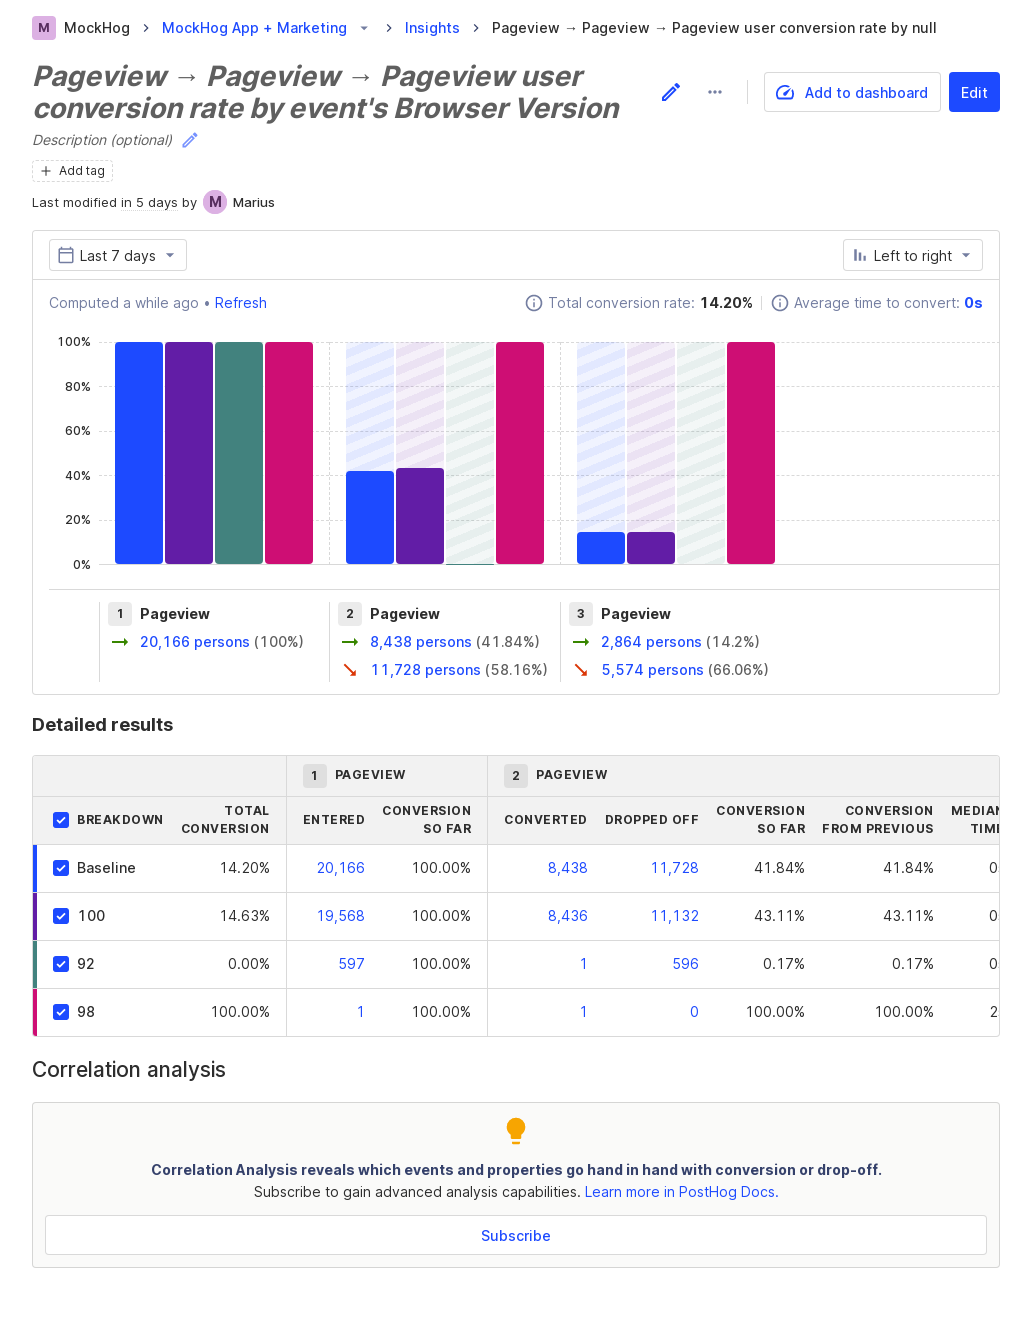 M MockHog MockHog App + Marketing Insights Pageview → Pageview → Pageview user conversion rate by null
Pageview → Pageview → Pageview user
conversion rate by event's Browser Version
Add to dashboard
Edit
Description (optional)
Add tag
Last modified in 5 days by M Marius
Last 7 days
Left to right
Computed a while ago • Refresh
Total conversion rate: 14.20%
Average time to convert: 0s
100%
80%
60%
40%
20%
0%
1 Pageview
20,166 persons (100%)
2 Pageview
8,438 persons (41.84%)
11,728 persons (58.16%)
3 Pageview
2,864 persons (14.2%)
5,574 persons (66.06%)
Detailed results
1 PAGEVIEW 2 PAGEVIEW
BREAKDOWN TOTAL CONVERSION ENTERED CONVERSION SO FAR CONVERTED DROPPED OFF CONVERSION SO FAR CONVERSION FROM PREVIOUS MEDIAN
Baseline 14.20% 20,166 100.00% 8,438 11,728 41.84% 41.84% 0
100 14.63% 19,568 100.00% 8,436 11,132 43.11% 43.11% 0
92 0.00% 597 100.00% 1 596 0.17% 0.17% 0
98 100.00% 1 100.00% 1 0 100.00% 100.00% 2
Correlation analysis
Correlation Analysis reveals which events and properties go hand in hand with conversion or drop-off.
Subscribe to gain advanced analysis capabilities. Learn more in PostHog Docs.
Subscribe